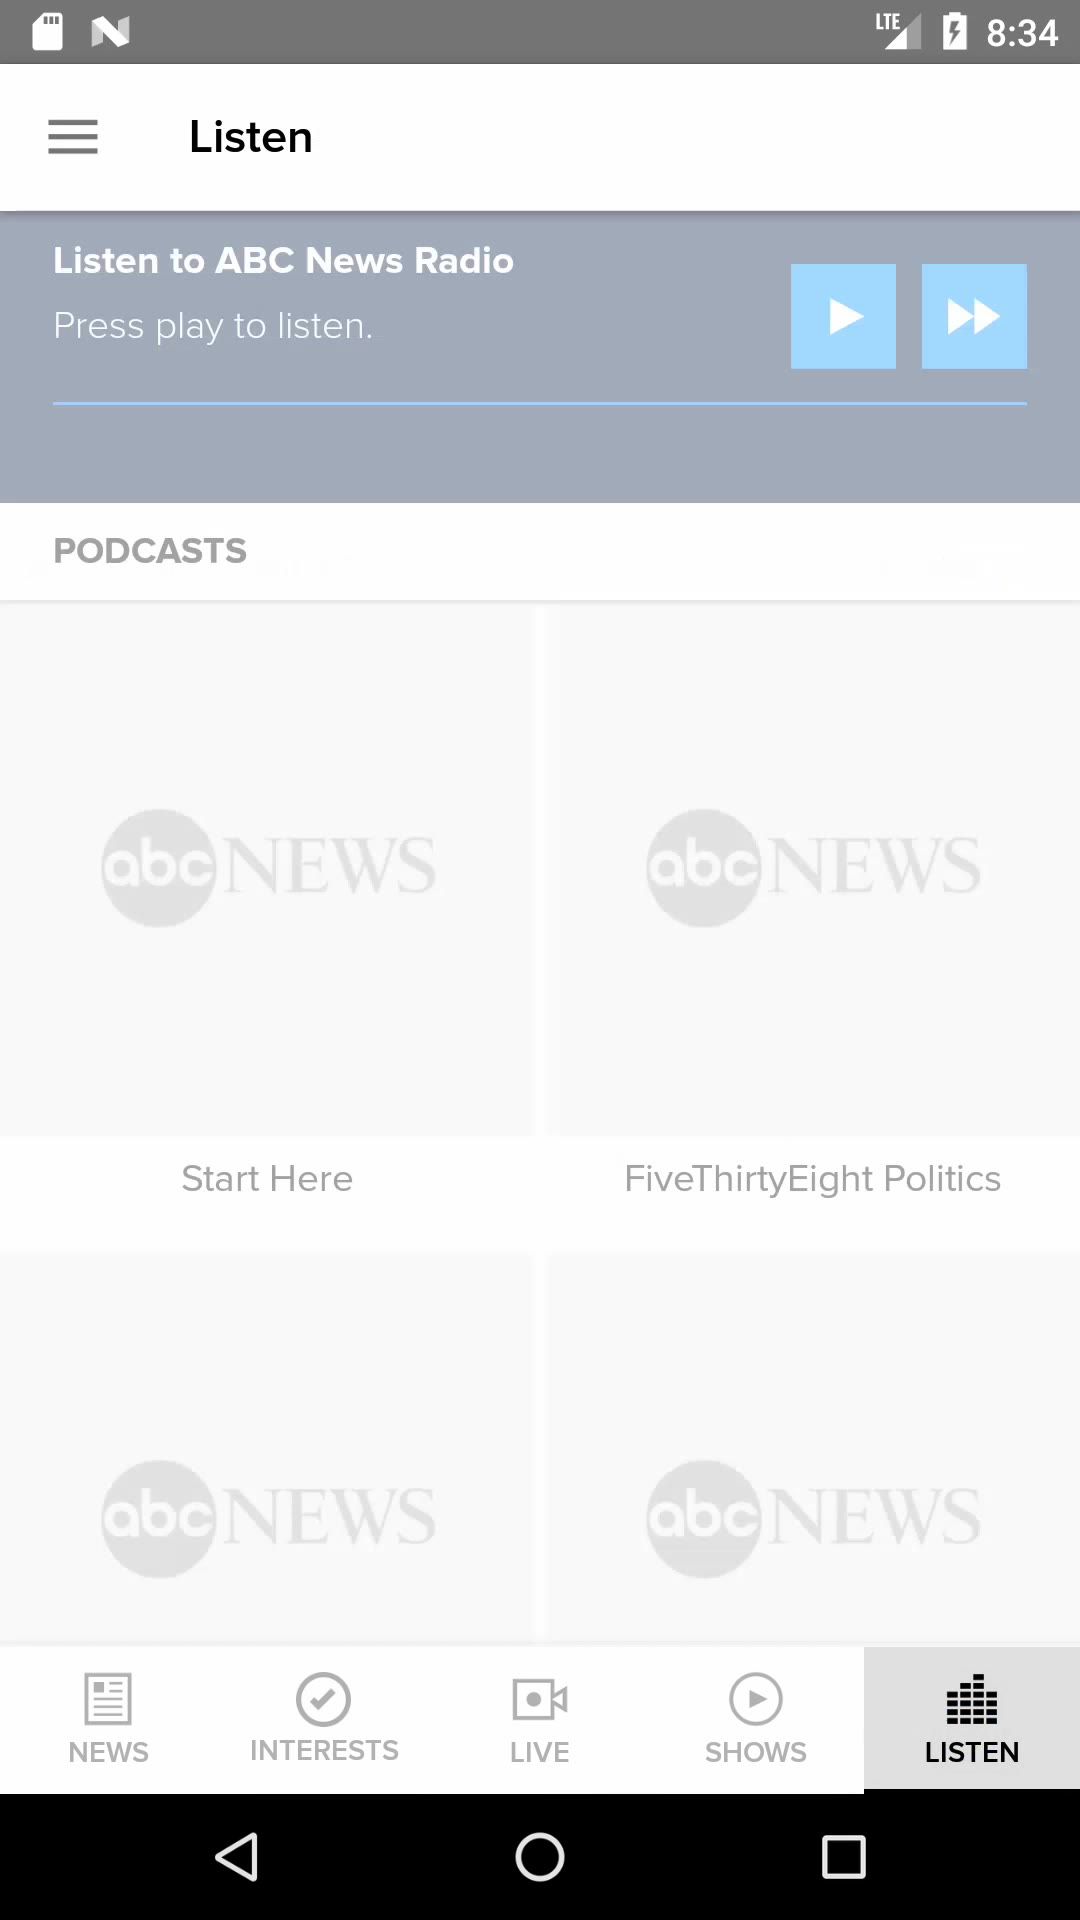 LTE 8:34
Listen
Listen to ABC News Radio
Press play to listen.
PODCASTS
abc NEWS abc NEWS
Start Here FiveThirtyEight Politics
abc NEWS abc NEWS
NEWS INTERESTS LIVE SHOWS LISTEN